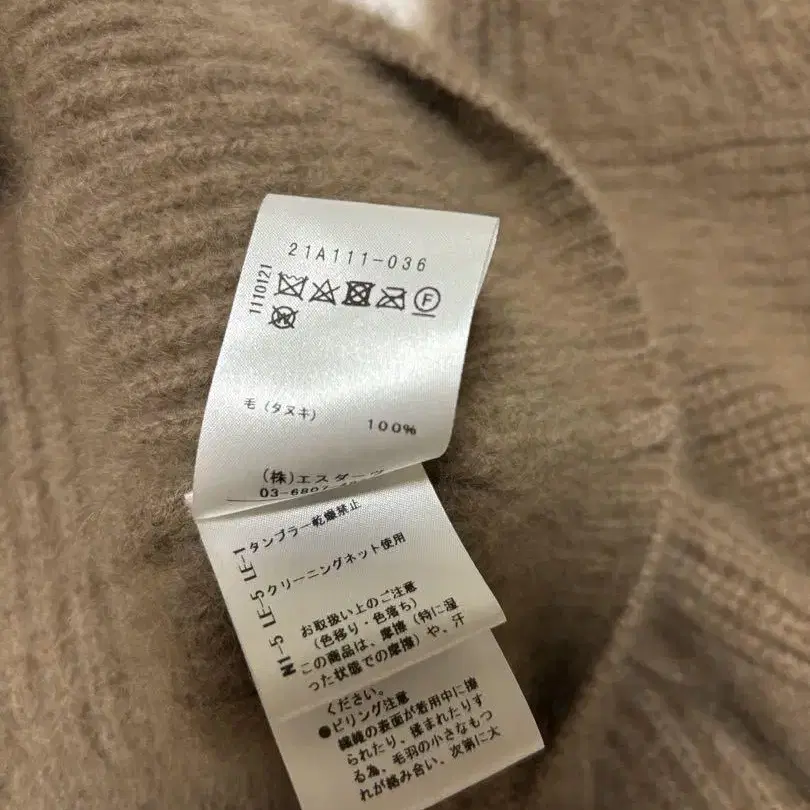 21A111-036
1110121
F
W
毛(タヌキ)
100%
(株)エスター
03-6807
LF-1 タンブラー乾燥禁止
NI-5 LF-5 クリーニングネット使用
お取扱い上のご注意
(色移り・色落ち)
この商品は、摩擦(特に湿
った状態での摩擦)や、汗
ください。
●ピリング注意
繊維の表面が着用中に擦
られたり、揉まれたりす
る為、毛羽の小さなもつ
れが絡み合い、次第に大